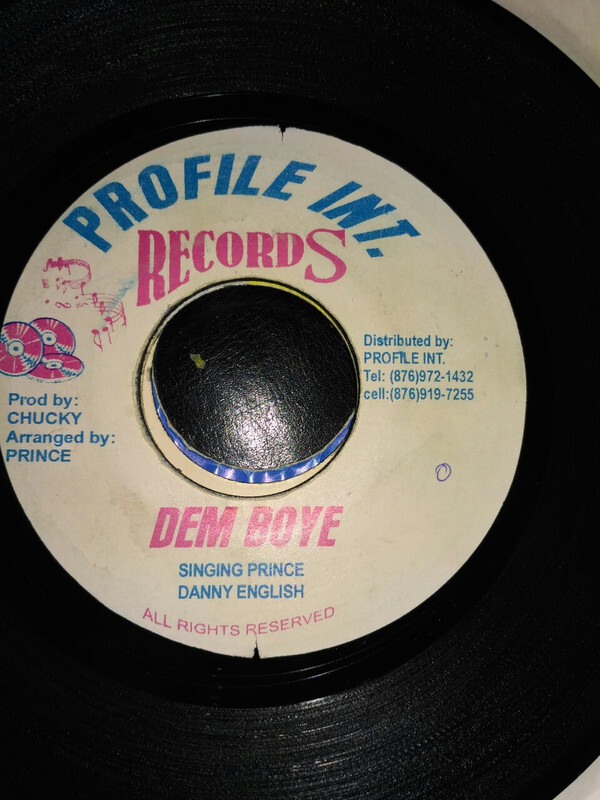 PROFILE INT.
RECORDS
Distributed by:
PROFILE INT.
Tel: (876)972-1432
cell:(876)919-7255
Prod by:
CHUCKY
Arranged by:
PRINCE
DEM BOYE
SINGING PRINCE
DANNY ENGLISH
ALL RIGHTS RESERVED